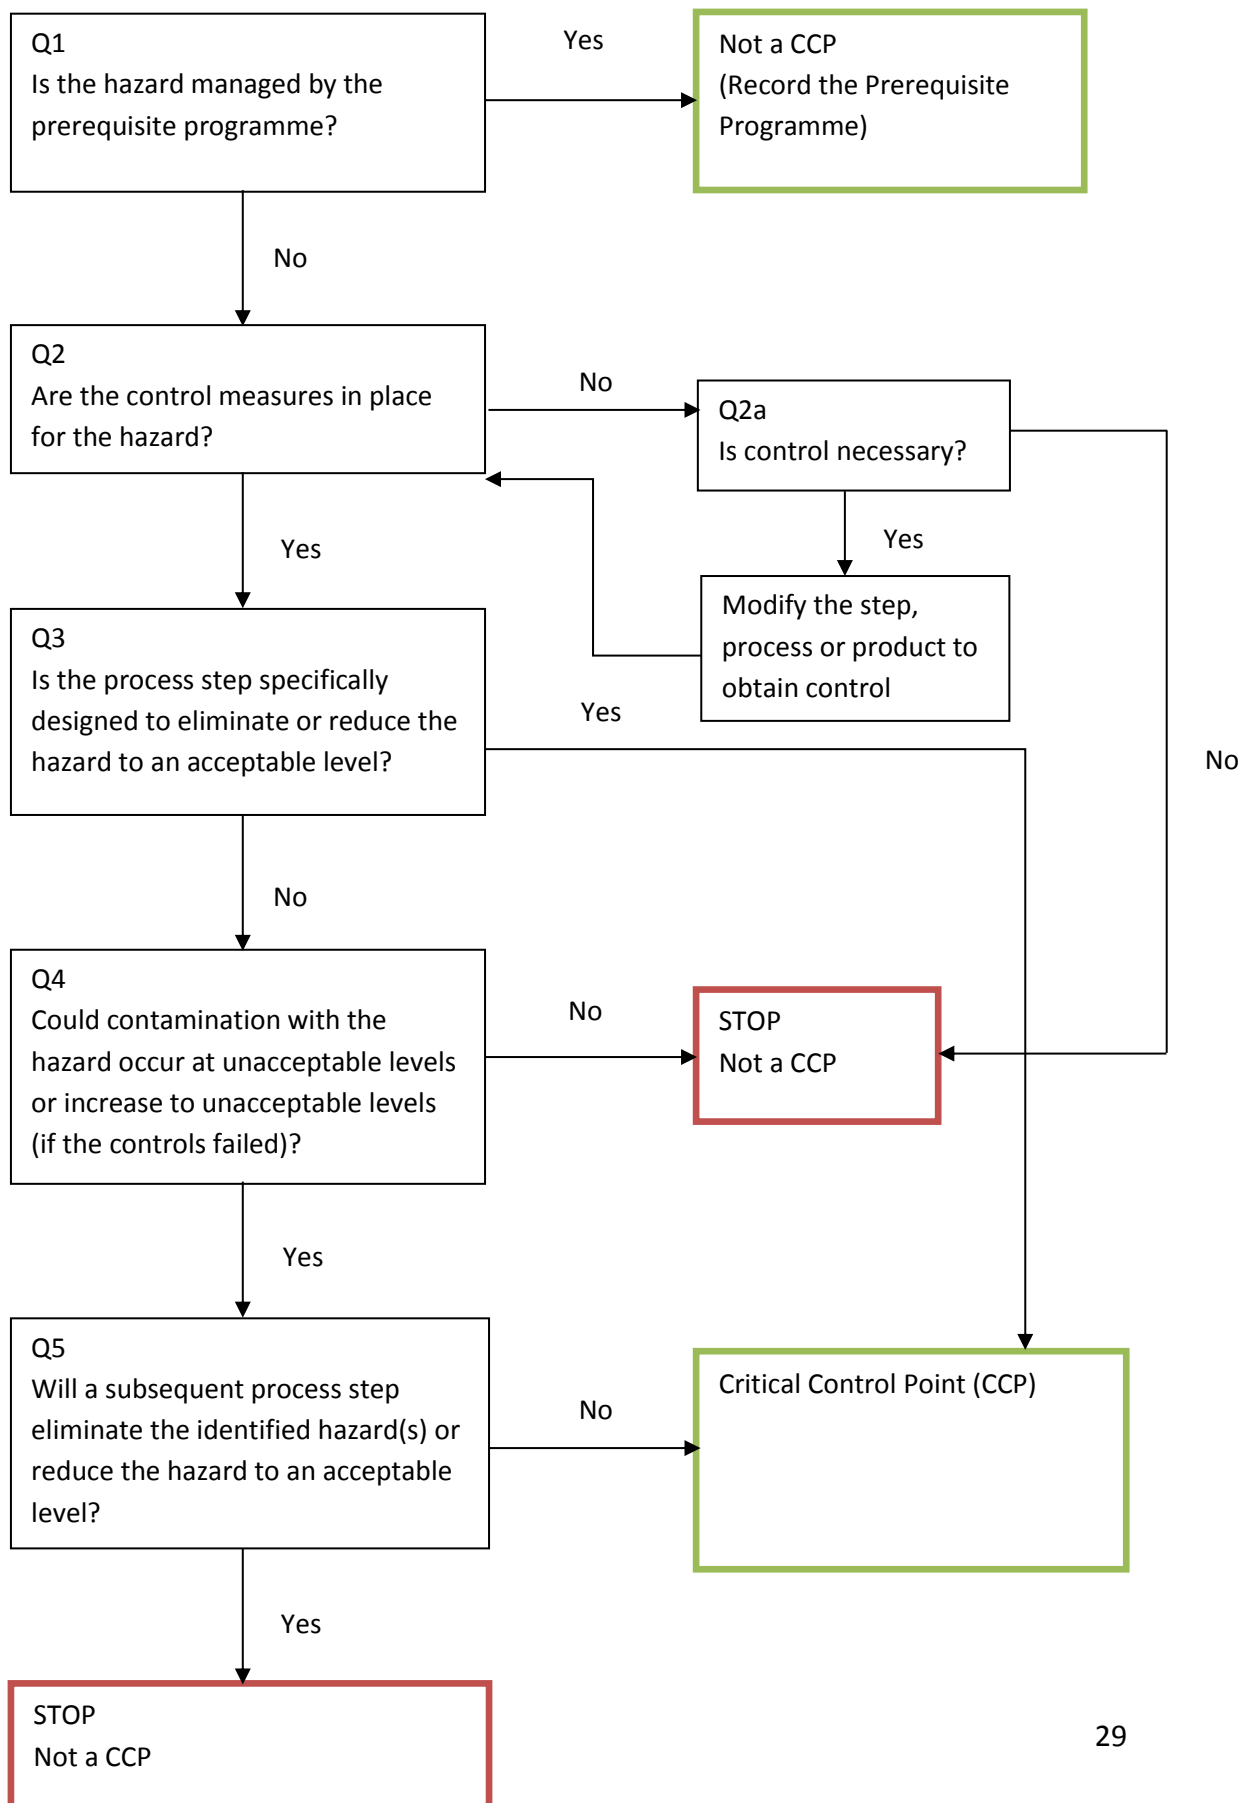 Q1
Is the hazard managed by the
prerequisite programme?
Yes
Not a CCP
(Record the Prerequisite
Programme)
No
Q2
Are the control measures in place
for the hazard?
No
Q2a
Is control necessary?
Yes
Yes
Modify the step,
process or product to
obtain control
Q3
Is the process step specifically
designed to eliminate or reduce the
hazard to an acceptable level?
Yes
No
No
Q4
Could contamination with the
hazard occur at unacceptable levels
or increase to unacceptable levels
(if the controls failed)?
No
STOP
Not a CCP
Yes
Q5
Will a subsequent process step
eliminate the identified hazard(s) or
reduce the hazard to an acceptable
level?
No
Critical Control Point (CCP)
Yes
STOP
Not a CCP
29